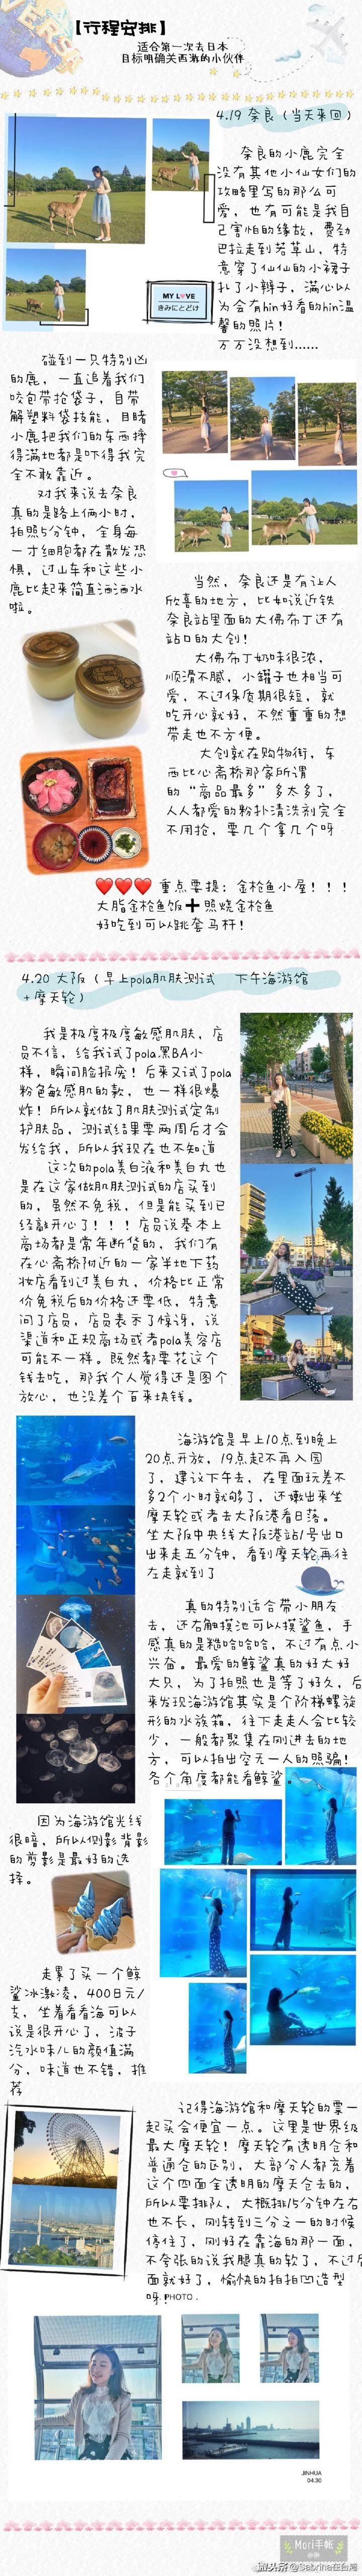 【行程安排】
适合第一次去日本
目标明确关西游的小伙伴
4.19 奈良（当天来回）
奈良的小鹿完全
没有其他小仙女们的
攻略里写的那么可
爱，也有可能是我自
己害怕的缘故，费劲
巴拉走到若草山，特
意穿了仙仙的小裙子
扎了小辫子，满心以
为会有hin好看的hin温
馨的照片！
万万没想到……
MY LOVE
きみにとどけ
碰到一只特别凶
的鹿，一直追着我们
咬包带抢袋子，自带
解塑料袋技能，目睹
小鹿把我们的东西摔
得满地都是吓得我完
全不敢靠近。
对我来说去奈良
真的是路上俩小时，
拍照5分钟，全身每
一寸细胞都在散发恐
惧，过山车和这些小
鹿比起来简直洒洒水
啦。
当然，奈良还是有让人
欣喜的地方，比如说近铁
奈良站里面的大佛布丁还有
站口的大创！
大佛布丁奶味很浓，
顺滑不腻，小罐子也相当可
爱，不过保质期很短，就
吃开心就好，不然重重的想
带走也不方便。
大创就在购物街，东
西比心斋桥那家所谓
的“商品最多”多太多了，
人人都爱的粉扑清洗剂完全
不用抢，要几个拿几个呀
❤❤❤ 重点要提：金枪鱼小屋！！！
大脂金枪鱼饭➕照烧金枪鱼
好吃到可以跳套马杆！
4.20 大阪（早上pola肌肤测试 下午海游馆
+摩天轮）
我是极度极度敏感肌肤，店
员不信，给我试了pola黑BA小
样，瞬间脸报废！后来又试了pola
粉色敏感肌的款，也一样很爆
炸！所以就做了肌肤测试定制
护肤品，测试结果要两周后才会
发给我，所以我现在也不知道
这次的pola美白液和美白丸也
是在这家做肌肤测试的店买到
的，虽然不免税，但是能买到已
经敲开心了！！！店员说基本上
商场都是常年断货的，我们有
在心斋桥附近的一家半地下药
妆店看到过美白丸，价格比正常
价免税后的价格还要低，特意
问了店员，店员表示了惊讶，说
渠道和正规商场或者pola美容店
可能不一样。既然都要花这个
钱去吃，那我个人觉得还是图个
放心，也没差个百来块钱。
海游馆是早上10点到晚上
20点开放，19点起不再入园
了，建议下午去，在里面玩差不
多2个小时就够了，还嫩出来坐
摩天轮或者去大阪港看日落。
坐大阪中央线大阪港站1号出口
出来走五分钟，看到摩天轮再往
左走就到了
真的特别适合带小朋友
去，还有触摸池可以摸鲨鱼，手
感真的是糙哈哈哈，不过有点小
兴奋。最爱的鲸鲨真的好大好
大只，为了拍照也是等了好久，后
来发现海游馆其实是个阶梯螺旋
形的水族箱，往下走走人会比较
少，一般都聚集在刚进去的地
方，可以拍出空无一人的照骗！
各个角度都能看鲸鲨。
因为海游馆光线
很暗，所以侧影背影
的剪影是最好的选
择。
走累了买一个鲸
鲨冰激凌，400日元/
支，坐着看看海可以
说是很开心了，波子
汽水味儿的颜值满
分，味道也不错，推
荐
记得海游馆和摩天轮的票一
起买会便宜一点。这里是世界级
最大摩天轮！摩天轮有透明仓和
普通仓的区别，大部分人都充着
这个四面全透明的摩天仓去的，
所以要排队，大概排15分钟左右
也不长，刚转到三分之一的时候
停住了，刚好在靠海的那一面，
不夸张的说我腿真的软了，不过后
面就好了，愉快的拍拍凹造型
呀！PHOTO .
JINHUA
04.30
Mori手帐
@Sabrina在台湾